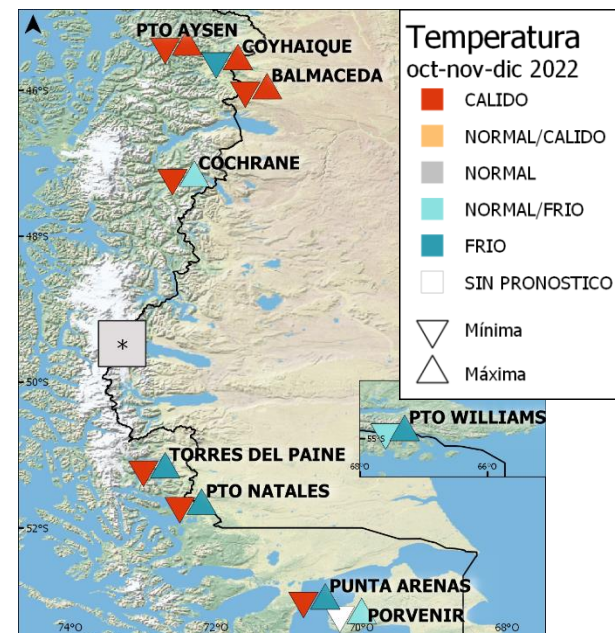 Temperatura
oct-nov-dic 2022
CALIDO
NORMAL/CALIDO
NORMAL
NORMAL/FRIO
FRIO
SIN PRONOSTICO
Mínima
Máxima
PTO AYSEN
COYHAIQUE
BALMACEDA
46°S
COCHRANE
48°S
*
50°S
PTO WILLIAMS
55°S
68°O
66°O
TORRES DEL PAINE
PTO NATALES
52°S
PUNTA ARENAS
PORVENIR
74°O
72°O
70°O
68°O